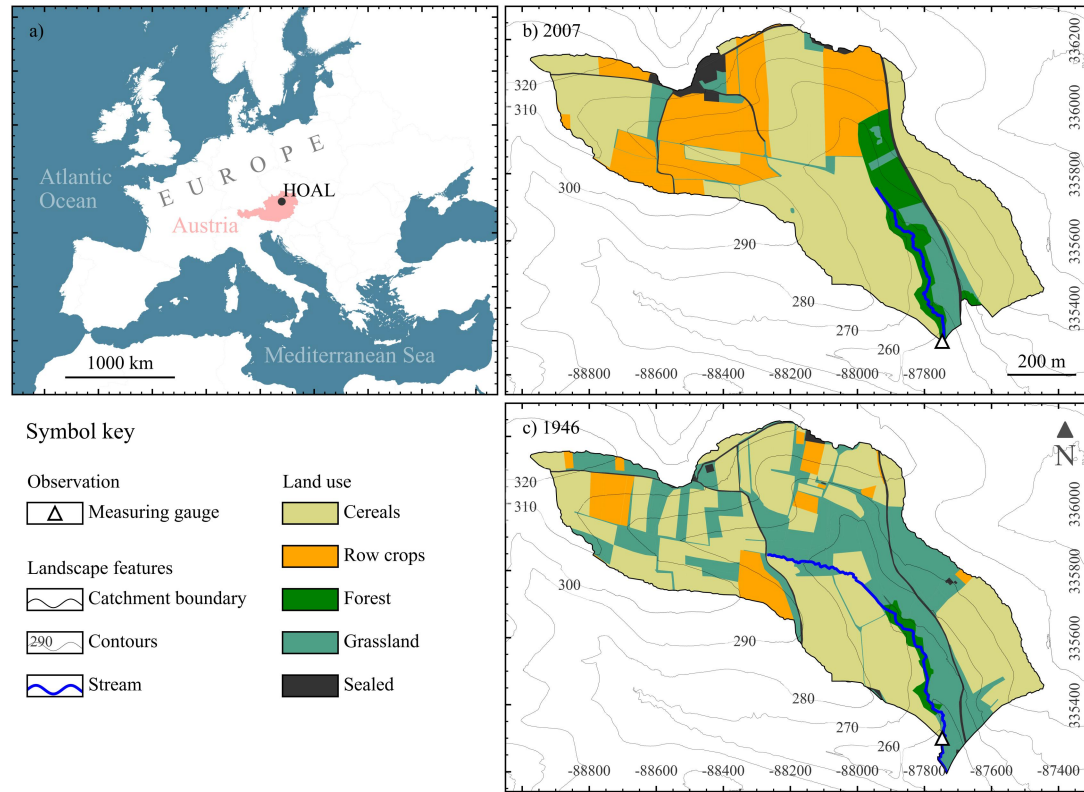 a)
EUROPE
Atlantic
Ocean
HOAL
Austria
1000 km
Mediterranean Sea
b) 2007
320
310
300
290
280
270
260
200 m
-88800 -88600 -88400 -88200 -88000 -87800
336200
336000
335800
335600
335400
c) 1946
N
320
310
300
290
280
270
260
-88800 -88600 -88400 -88200 -88000 -87800 -87600 -87400
336000
335800
335600
335400
Symbol key
Observation
Measuring gauge
Landscape features
Catchment boundary
290
Contours
Stream
Land use
Cereals
Row crops
Forest
Grassland
Sealed